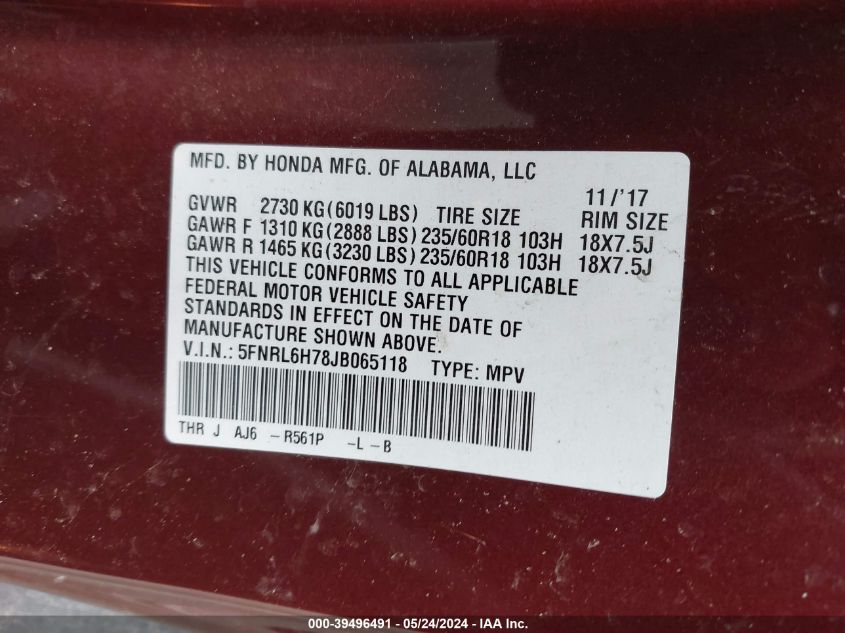 MFD. BY HONDA MFG. OF ALABAMA, LLC
11/'17
GVWR 2730 KG(6019 LBS) TIRE SIZE RIM SIZE
GAWR F 1310 KG(2888 LBS) 235/60R18 103H 18X7.5J
GAWR R 1465 KG(3230 LBS) 235/60R18 103H 18X7.5J
THIS VEHICLE CONFORMS TO ALL APPLICABLE
FEDERAL MOTOR VEHICLE SAFETY
STANDARDS IN EFFECT ON THE DATE OF
MANUFACTURE SHOWN ABOVE.
V.I.N.: 5FNRL6H78JB065118 TYPE: MPV
THR J AJ6 -R561P -L-B
000-39496491 - 05/24/2024 - IAA Inc.